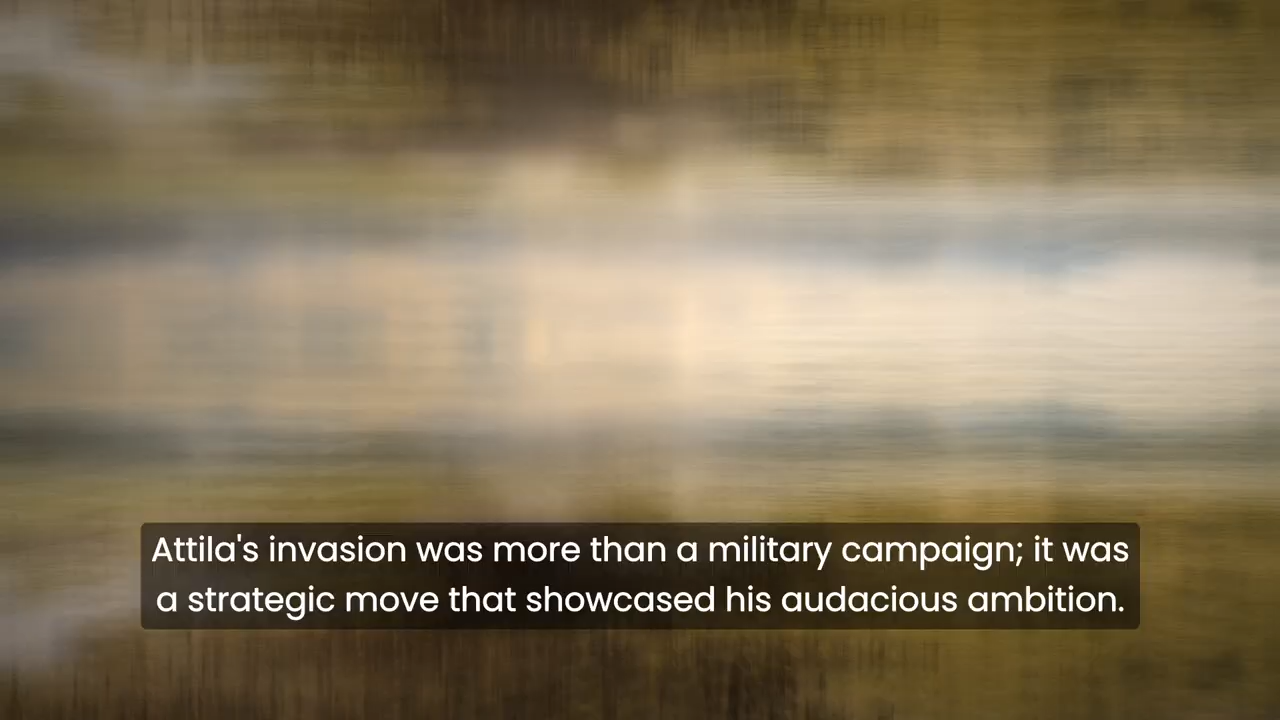 Attila's invasion was more than a military campaign; it was
a strategic move that showcased his audacious ambition.